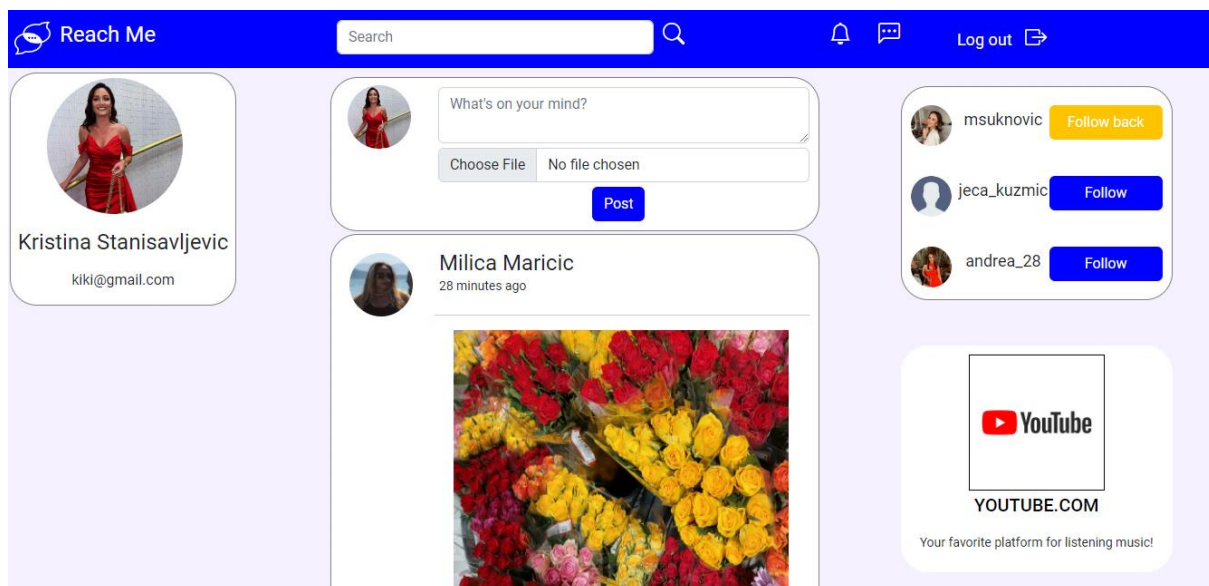 Reach Me
Search
Log out
Kristina Stanisavljevic
kiki@gmail.com
What's on your mind?
Choose File No file chosen
Post
Milica Maricic
28 minutes ago
msuknovic Follow back
jeca_kuzmic Follow
andrea_28 Follow
YouTube
YOUTUBE.COM
Your favorite platform for listening music!